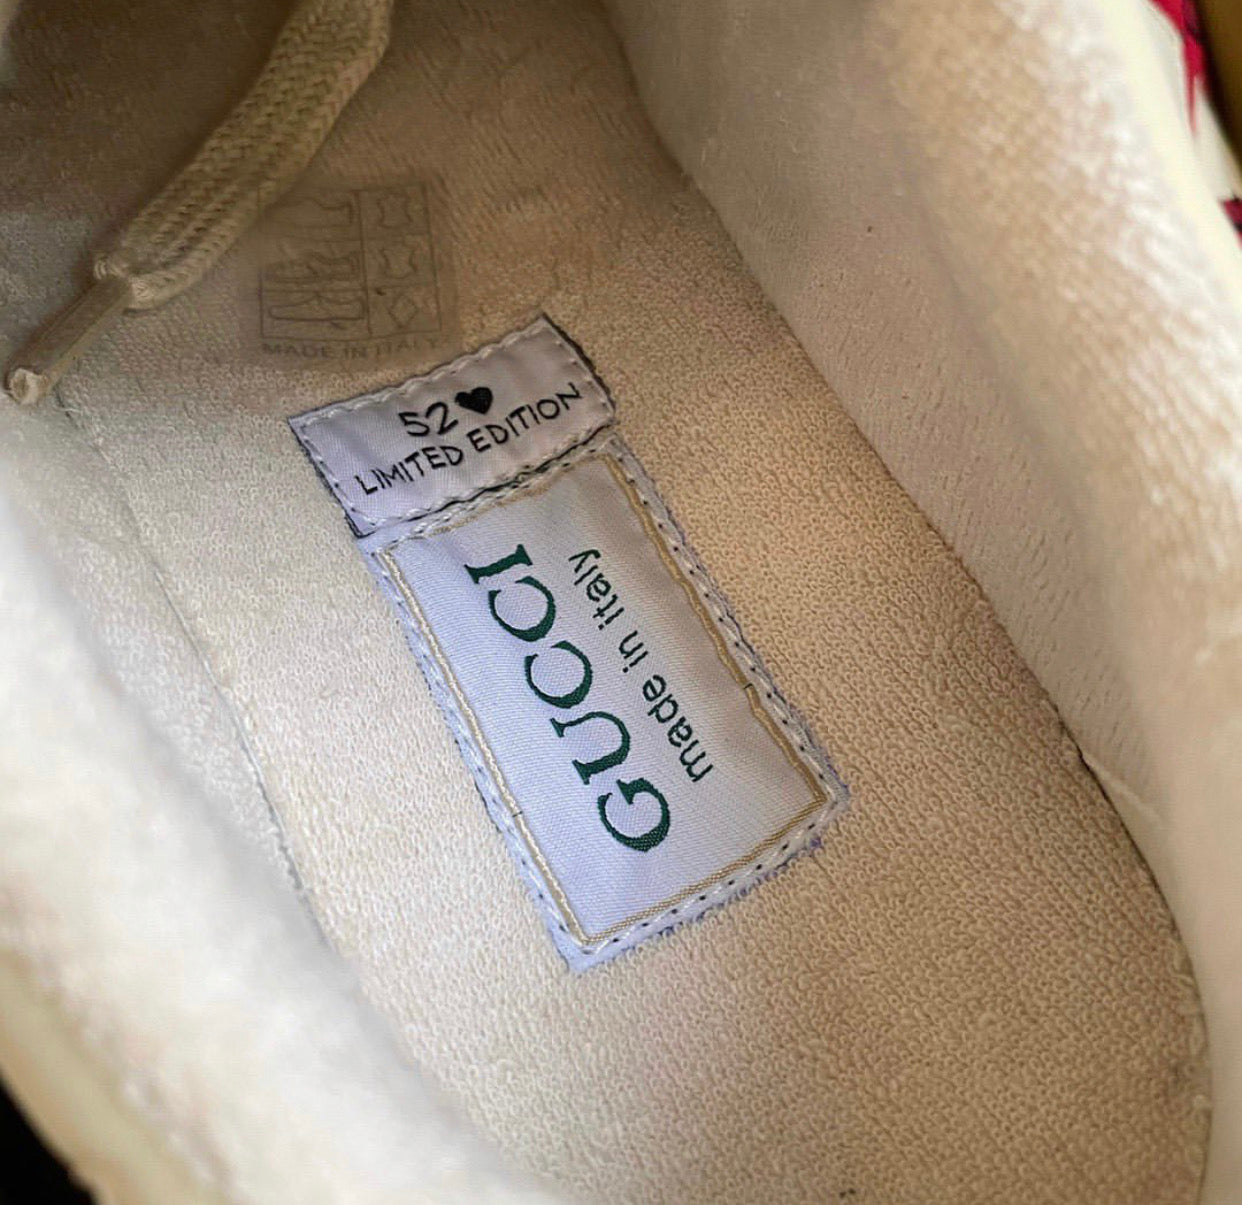 MADE IN ITALY
52♥
LIMITED EDITION
GUCCI
made in italy